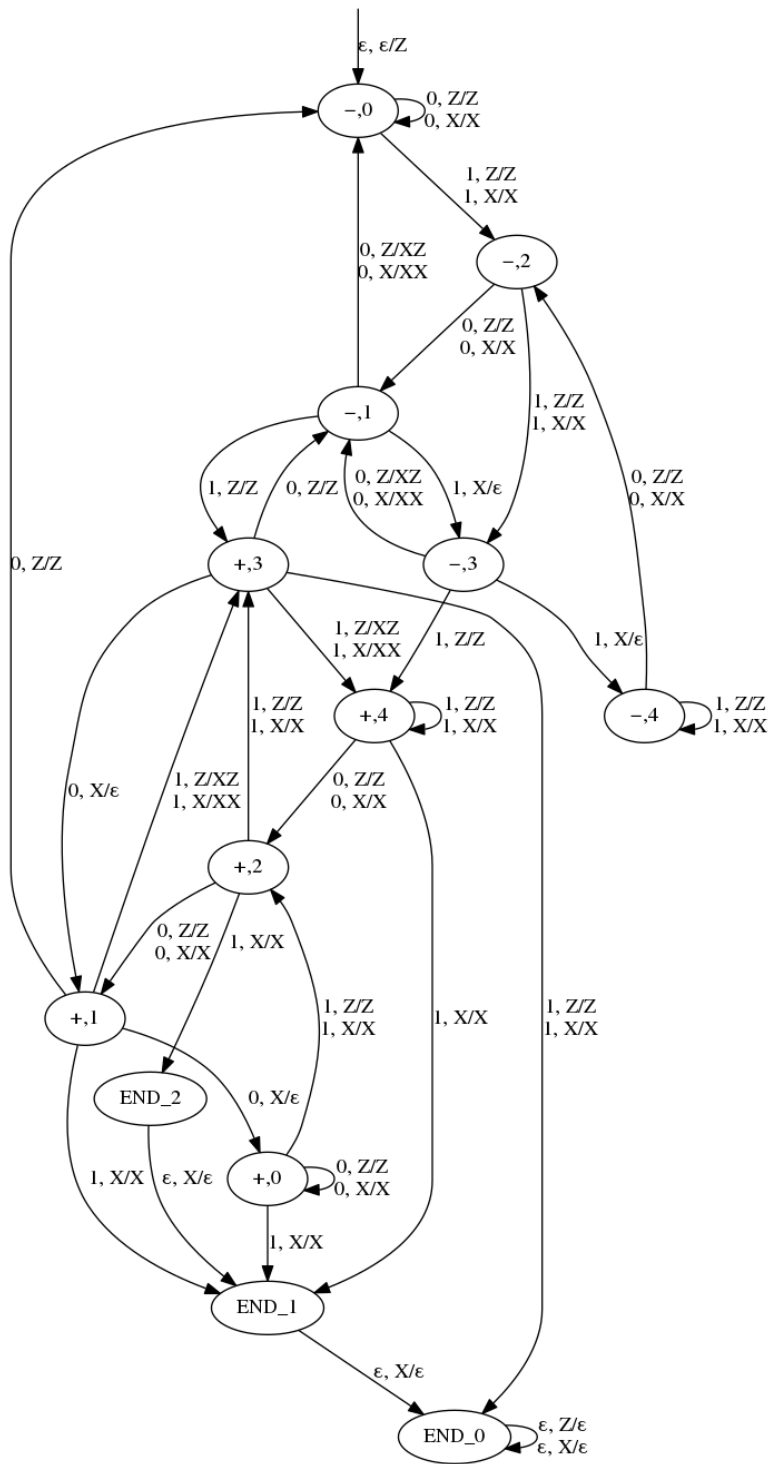 ε, ε/Z
−,0
0, Z/Z
0, X/X
1, Z/Z
1, X/X
−,2
0, Z/XZ
0, X/XX
0, Z/Z
0, X/X
−,1
1, Z/Z
1, X/X
0, Z/Z
0, X/X
1, Z/Z
0, Z/Z
0, Z/XZ
0, X/XX
1, X/ε
0, Z/Z
+,3
−,3
1, Z/XZ
1, X/XX
1, Z/Z
1, X/ε
+,4
1, Z/Z
1, X/X
−,4
1, Z/Z
1, X/X
1, Z/Z
1, X/X
0, X/ε
1, Z/XZ
1, X/XX
0, Z/Z
0, X/X
+,2
0, Z/Z
0, X/X
1, X/X
+,1
1, Z/Z
1, X/X
1, X/X
1, Z/Z
1, X/X
END_2
0, X/ε
1, X/X
ε, X/ε
+,0
0, Z/Z
0, X/X
1, X/X
END_1
ε, X/ε
END_0
ε, Z/ε
ε, X/ε